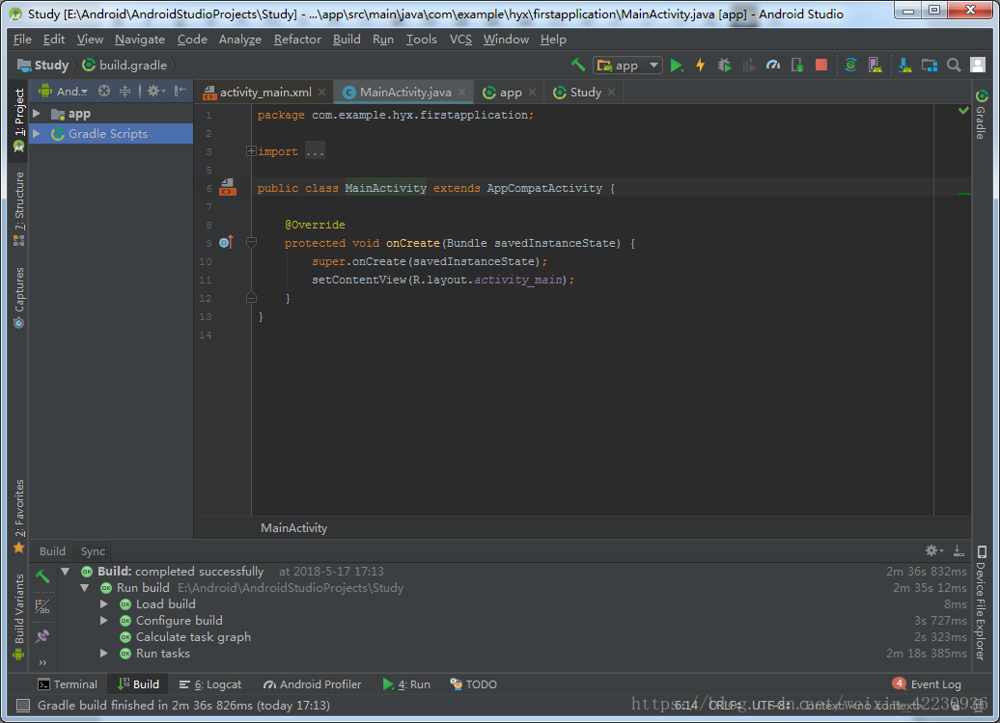 Study [E:\Android\AndroidStudioProjects\Study] - ...\app\src\main\java\com\example\hyx\firstapplication\MainActivity.java [app] - Android Studio
File Edit View Navigate Code Analyze Refactor Build Run Tools VCS Window Help
Study build.gradle app
And... activity_main.xml MainActivity.java app Study
1: Project
7: Structure
Captures
2: Favorites
Build Variants
app
Gradle Scripts
1 package com.example.hyx.firstapplication;
2
3 import ...
5
6 public class MainActivity extends AppCompatActivity {
7
8 @Override
9 protected void onCreate(Bundle savedInstanceState) {
10 super.onCreate(savedInstanceState);
11 setContentView(R.layout.activity_main);
12 }
13 }
14
MainActivity
Gradle
Device File Explorer
Build Sync
Build: completed successfully at 2018-5-17 17:13 2m 36s 832ms
Run build E:\Android\AndroidStudioProjects\Study 2m 35s 12ms
Load build 8ms
Configure build 3s 727ms
Calculate task graph 2s 323ms
Run tasks 2m 18s 385ms
Terminal Build 6: Logcat Android Profiler 4: Run TODO 4 Event Log
Gradle build finished in 2m 36s 826ms (today 17:13) 6:14 CRLF: UTF-8: Context: <no context>
https://blog.csdn.net/weixin_42230936